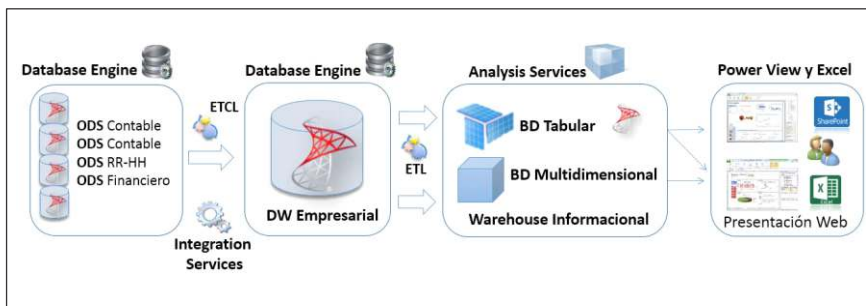 Database Engine
ODS Contable
ODS Contable
ODS RR-HH
ODS Financiero
ETCL
Integration
Services
Database Engine
DW Empresarial
ETL
Analysis Services
BD Tabular
BD Multidimensional
Warehouse Informacional
Power View y Excel
SharePoint
Presentación Web